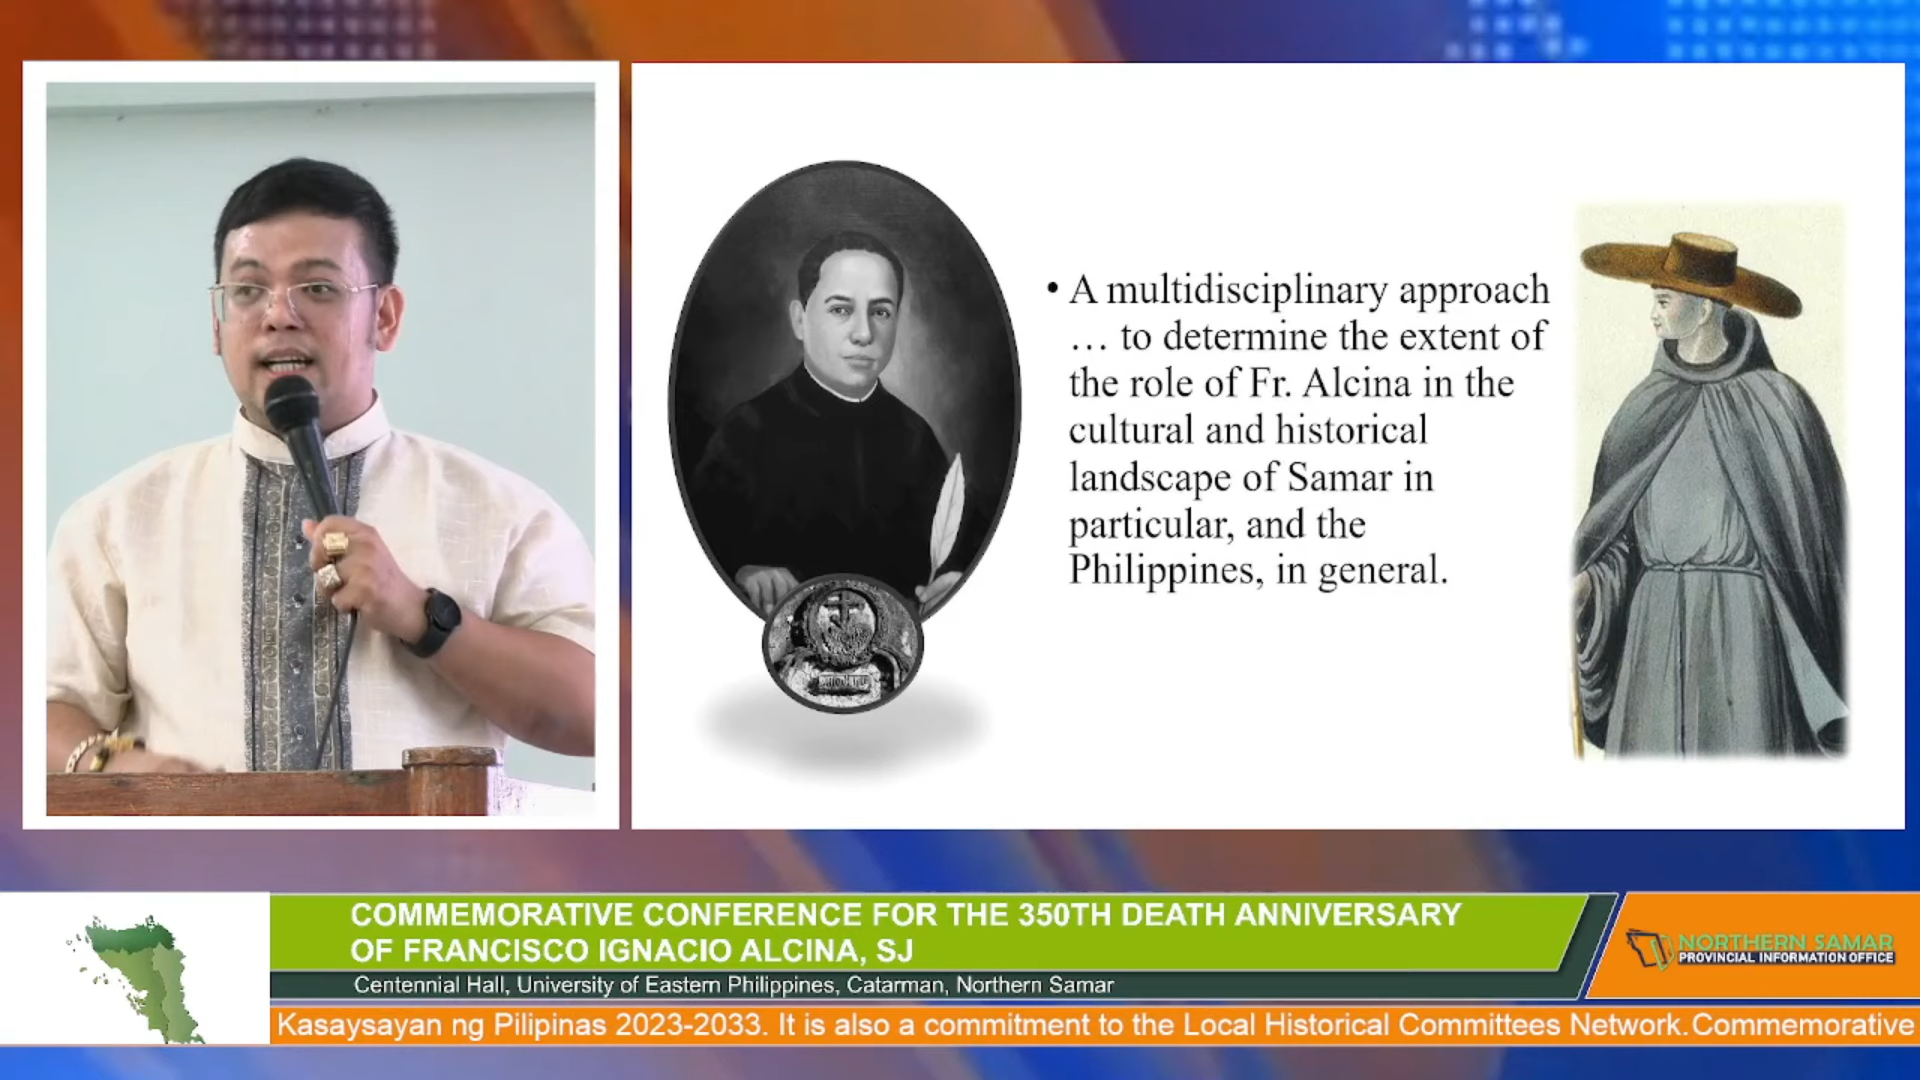 • A multidisciplinary approach
… to determine the extent of
the role of Fr. Alcina in the
cultural and historical
landscape of Samar in
particular, and the
Philippines, in general.
COMMEMORATIVE CONFERENCE FOR THE 350TH DEATH ANNIVERSARY
OF FRANCISCO IGNACIO ALCINA, SJ
Centennial Hall, University of Eastern Philippines, Catarman, Northern Samar
NORTHERN SAMAR
PROVINCIAL INFORMATION OFFICE
Kasaysayan ng Pilipinas 2023-2033. It is also a commitment to the Local Historical Committees Network. Commemorative